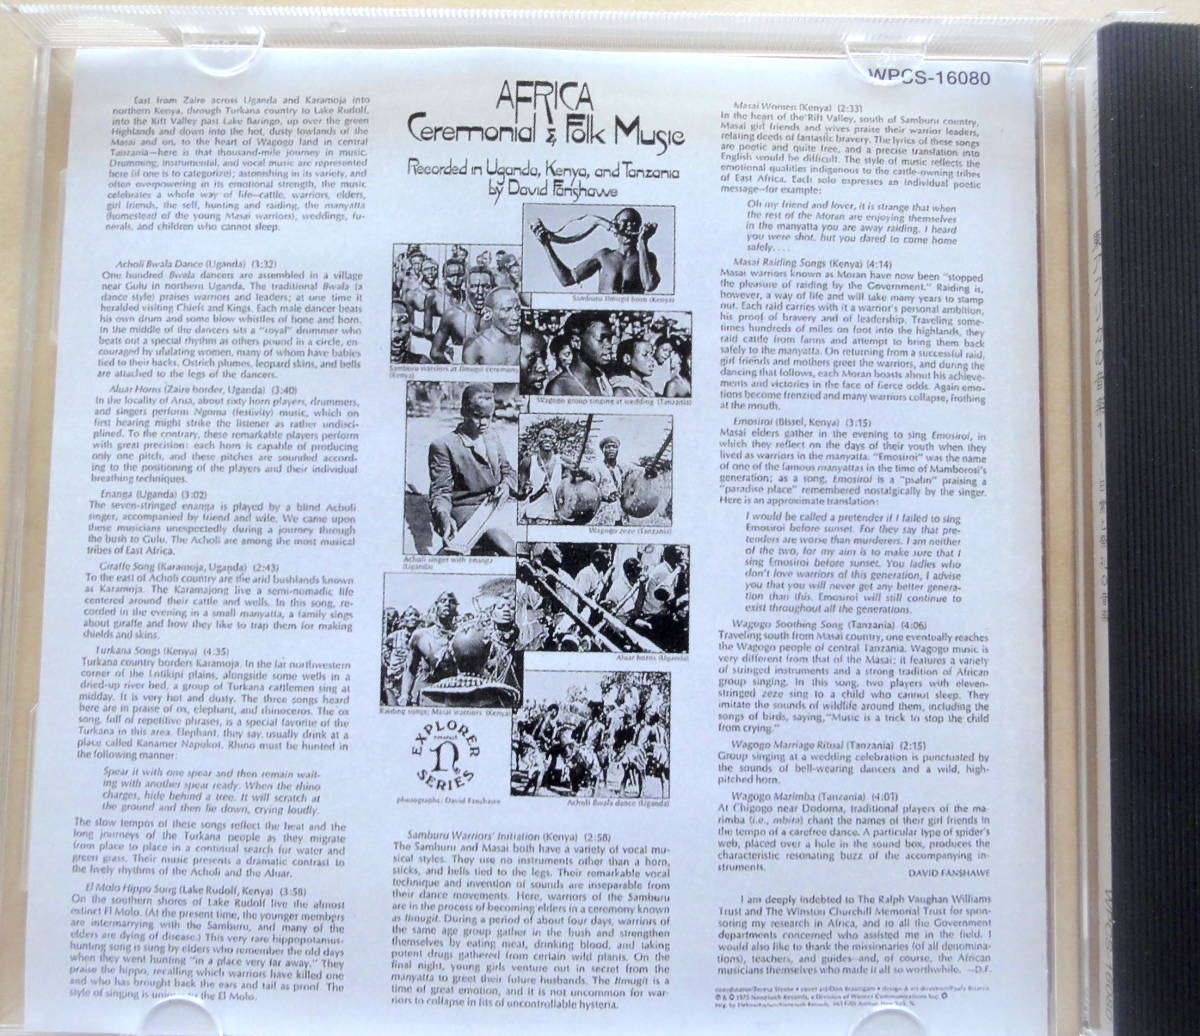 WPCS-16080
AFRICA
Ceremonial & Folk Music
Recorded in Uganda, Kenya, and Tanzania
by David Fanshawe
East from Zaire across Uganda and Karamoja into
northern Kenya, through Turkana country to Lake Rudolf,
into the Rift Valley past Lake Baringo, up over the green
Highlands and down into the hot, dusty lowlands of the
Masai and on, to the heart of Wagogo land in central
Tanzania—here is that thousand-mile journey in music.
Drumming, instrumental, and vocal music are represented
here (if one is to categorize); astonishing in its variety, and
often overpowering in its emotional strength, the music
celebrates a whole way of life—cattle, warriors, elders,
girl friends, the self, hunting and raiding, the manyatta
(homestead of the young Masai warriors), weddings, fu-
nerals, and children who cannot sleep.
Acholi Bwala Dance (Uganda) (3:32)
One hundred Bwala dancers are assembled in a village
near Gulu in northern Uganda. The traditional Bwala (a
dance style) praises warriors and leaders; at one time it
heralded visiting Chiefs and Kings. Each male dancer beats
his own drum and some blow whistles of bone and horn.
In the middle of the dancers sits a "royal" drummer who
beats out a special rhythm as others pound in a circle, en-
couraged by ululating women, many of whom have babies
tied to their backs. Ostrich plumes, leopard skins, and bells
are attached to the legs of the dancers.
Aluar Horns (Zaire border, Uganda) (3:40)
In the locality of Arua, about sixty horn players, drummers,
and singers perform Ngoma (festivity) music, which on
first hearing might strike the listener as rather undisci-
plined. To the contrary, these remarkable players perform
with great precision: each horn is capable of producing
only one pitch, and these pitches are sounded accord-
ing to the positioning of the players and their individual
breathing techniques.
Enanga (Uganda) (3:02)
The seven-stringed enanga is played by a blind Acholi
singer, accompanied by friend and wife. We came upon
these musicians unexpectedly during a journey through
the bush to Gulu. The Acholi are among the most musical
tribes of East Africa.
Giraffe Song (Karamoja, Uganda) (2:43)
To the east of Acholi country are the arid bushlands known
as Karamoja. The Karamajong live a semi-nomadic life
centered around their cattle and wells. In this song, re-
corded in the evening in a small manyatta, a family sings
about giraffe and how they like to trap them for making
shields and skins.
Turkana Songs (Kenya) (4:35)
Turkana country borders Karamoja. In the far northwestern
corner of the Lotikipi plains, alongside some wells in a
dried-up river bed, a group of Turkana cattlemen sing at
midday. It is very hot and dusty. The three songs heard
here are in praise of ox, elephant, and rhinoceros. The ox
song, full of repetitive phrases, is a special favorite of the
Turkana in this area. Elephant, they say, usually drink at a
place called Kanamer Napokol. Rhino must be hunted in
the following manner:
Spear it with one spear and then remain wait-
ing with another spear ready. When the rhino
charges, hide behind a tree. It will scratch at
the ground and then lie down, crying loudly.
The slow tempos of these songs reflect the heat and the
long journeys of the Turkana people as they migrate
from place to place in a continual search for water and
green grass. Their music presents a dramatic contrast to
the lively rhythms of the Acholi and the Aluar.
El Molo Hippo Song (Lake Rudolf, Kenya) (3:58)
On the southern shores of Lake Rudolf live the almost
extinct El Molo. (At the present time, the younger members
are intermarrying with the Samburu, and many of the
elders are dying of disease.) This very rare hippopotamus-
hunting song is sung by elders who remember the old days
when they went hunting "in a place very far away." They
praise the hippo, recalling which warriors have killed one
and who has brought back the ears and tail as proof. The
style of singing is unique to the El Molo.
Samburu Ilmugit horn (Kenya)
Samburu warriors at Ilmugit ceremony
(Kenya)
Wagogo group singing at wedding (Tanzania)
Acholi singer with enanga
(Uganda)
Wagogo zeze (Tanzania)
Aluar horns (Uganda)
Raiding songs; Masai warriors (Kenya)
Acholi Bwala dance (Uganda)
EXPLORER
n
SERIES
photographs: David Fanshawe
Samburu Warriors' Initiation (Kenya) (2:58)
The Samburu and Masai both have a variety of vocal mu-
sical styles. They use no instruments other than a horn,
sticks, and bells tied to the legs. Their remarkable vocal
technique and invention of sounds are inseparable from
their dance movements. Here, warriors of the Samburu
are in the process of becoming elders in a ceremony known
as Ilmugit. During a period of about four days, warriors of
the same age group gather in the bush and strengthen
themselves by eating meat, drinking blood, and taking
potent drugs gathered from certain wild plants. On the
final night, young girls venture out in secret from the
manyatta to greet their future husbands. The Ilmugit is a
time of great emotion, and it is not uncommon for war-
riors to collapse in fits of uncontrollable hysteria.
Masai Women (Kenya) (2:33)
In the heart of the Rift Valley, south of Samburu country,
Masai girl friends and wives praise their warrior leaders,
relating deeds of fantastic bravery. The lyrics of these songs
are poetic and quite free, and a precise translation into
English would be difficult. The style of music reflects the
emotional qualities indigenous to the cattle-owning tribes
of East Africa. Each solo expresses an individual poetic
message—for example:
Oh my friend and lover, it is strange that when
the rest of the Moran are enjoying themselves
in the manyatta you are away raiding. I heard
you were shot, but you dared to come home
safely. . . .
Masai Raiding Songs (Kenya) (4:14)
Masai warriors known as Moran have now been "stopped
the pleasure of raiding by the Government." Raiding is,
however, a way of life and will take many years to stamp
out. Each raid carries with it a warrior's personal ambition,
his proof of bravery and of leadership. Traveling some-
times hundreds of miles on foot into the highlands, they
raid cattle from farms and attempt to bring them back
safely to the manyatta. On returning from a successful raid,
girl friends and mothers greet the warriors, and during the
dancing that follows, each Moran boasts about his achieve-
ments and victories in the face of fierce odds. Again emo-
tions become frenzied and many warriors collapse, frothing
at the mouth.
Emosiroi (Bissel, Kenya) (3:15)
Masai elders gather in the evening to sing Emosiroi, in
which they reflect on the days of their youth when they
lived as warriors in the manyatta. "Emosiroi" was the name
of one of the famous manyattas in the time of Mamborosi's
generation; as a song, Emosiroi is a "psalm" praising a
"paradise place" remembered nostalgically by the singer.
Here is an approximate translation:
I would be called a pretender if I failed to sing
Emosiroi before sunset. For they say that pre-
tenders are worse than murderers. I am neither
of the two, for my aim is to make sure that I
sing Emosiroi before sunset. You ladies who
don't love warriors of this generation, I advise
you that you will never get any better genera-
tion than this. Emosiroi will still continue to
exist throughout all the generations.
Wagogo Soothing Song (Tanzania) (4:06)
Traveling south from Masai country, one eventually reaches
the Wagogo people of central Tanzania. Wagogo music is
very different from that of the Masai: it features a variety
of stringed instruments and a strong tradition of African
group singing. In this song, two players with eleven-
stringed zeze sing to a child who cannot sleep. They
imitate the sounds of wildlife around them, including the
songs of birds, saying, "Music is a trick to stop the child
from crying."
Wagogo Marriage Ritual (Tanzania) (2:15)
Group singing at a wedding celebration is punctuated by
the sounds of bell-wearing dancers and a wild, high-
pitched horn.
Wagogo Marimba (Tanzania) (4:01)
At Chigogo near Dodoma, traditional players of the ma-
rimba (i.e., mbira) chant the names of their girl friends in
the tempo of a carefree dance. A particular type of spider's
web, placed over a hole in the sound box, produces the
characteristic resonating buzz of the accompanying in-
struments.
DAVID FANSHAWE
I am deeply indebted to The Ralph Vaughan Williams
Trust and The Winston Churchill Memorial Trust for spon-
soring my research in Africa, and to all the Government
departments concerned who assisted me in the field. I
would also like to thank the missionaries (of all denomina-
tions), teachers, and guides—and, of course, the African
musicians themselves who made it all so worthwhile. —D.F.
coordinator/Teresa Sterne • cover art/Don Brautigam • design & art direction/Paula Bisacca
℗ & © 1975 Nonesuch Records, a Division of Warner Communications Inc.